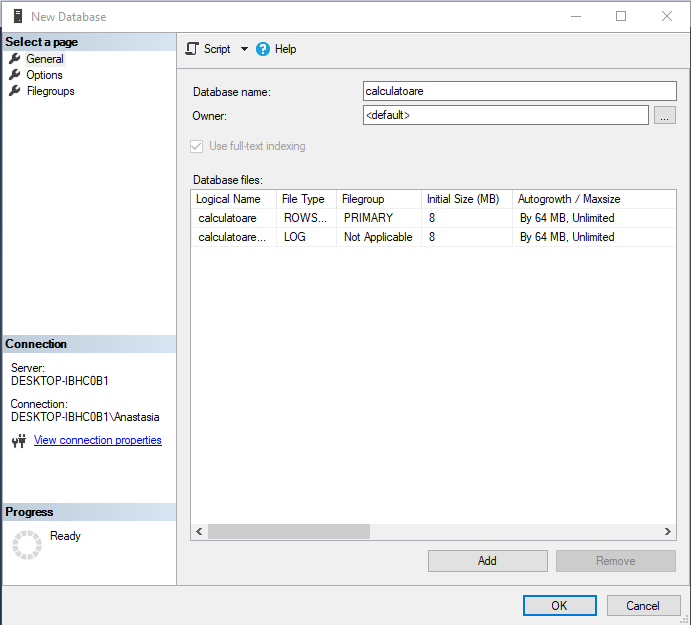 New Database
Select a page
General
Options
Filegroups
Script
Help
Database name:
calculatoare
Owner:
<default>
...
Use full-text indexing
Database files:
Logical Name File Type Filegroup Initial Size (MB) Autogrowth / Maxsize
calculatoare ROWS... PRIMARY 8 By 64 MB, Unlimited
calculatoare... LOG Not Applicable 8 By 64 MB, Unlimited
Connection
Server:
DESKTOP-IBHC0B1
Connection:
DESKTOP-IBHC0B1\Anastasia
View connection properties
Progress
Ready
Add
Remove
OK
Cancel